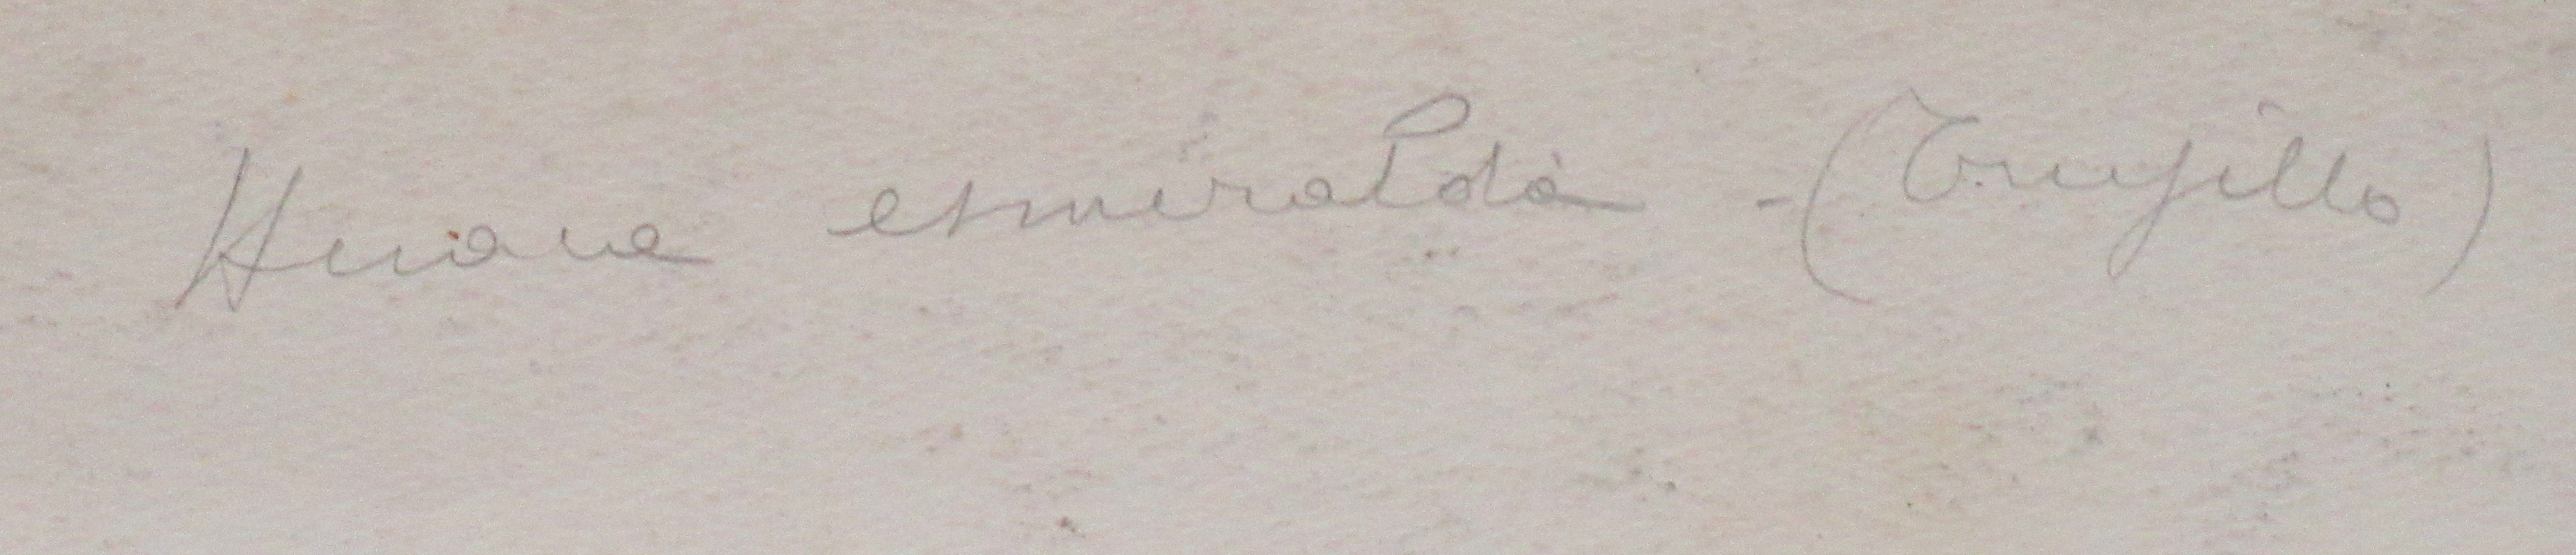 Huaca esmeralda - (Trujillo)